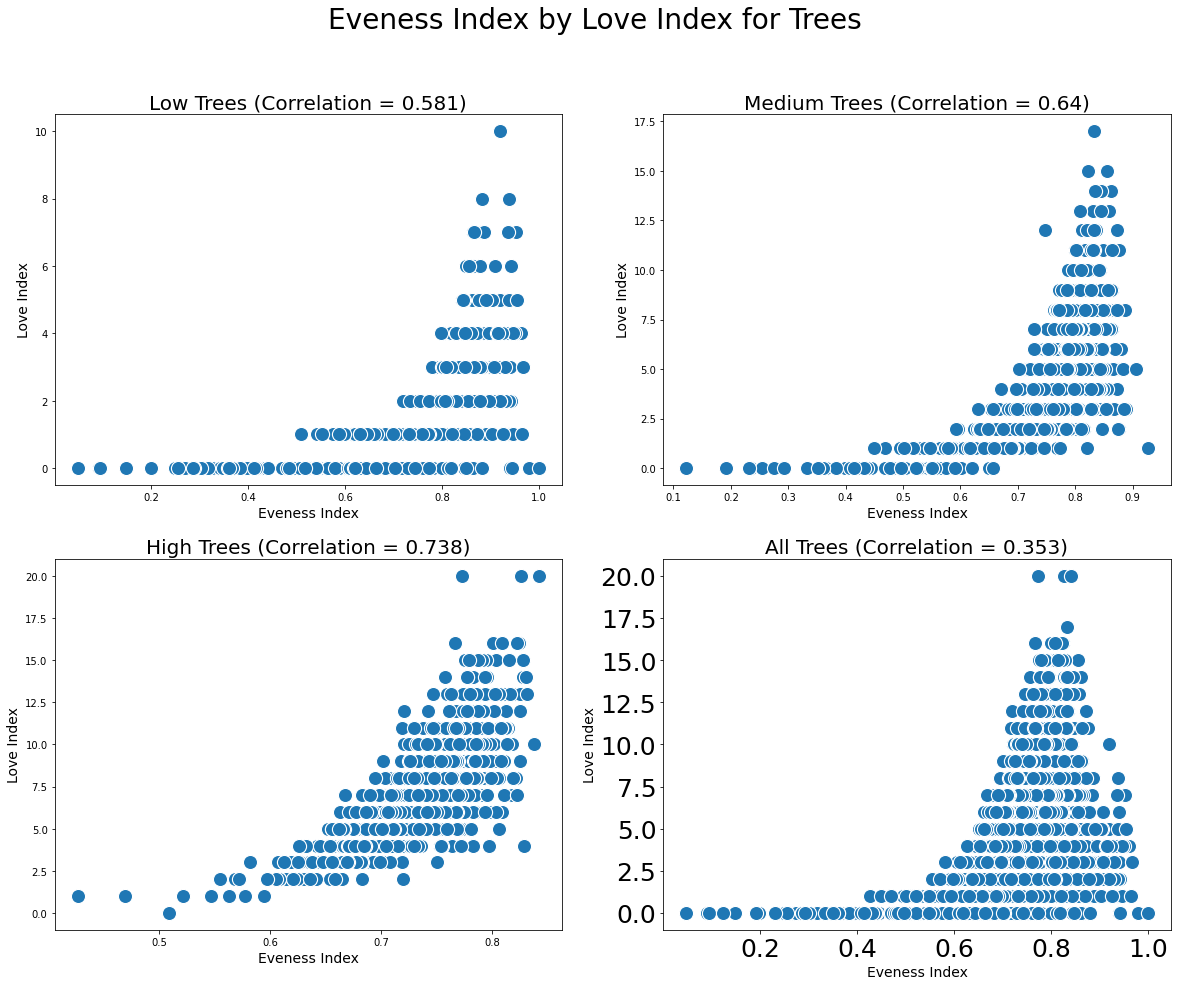 Eveness Index by Love Index for Trees
Low Trees (Correlation = 0.581)
10
8
6
4
2
0
Love Index
0.2 0.4 0.6 0.8 1.0
Eveness Index
Medium Trees (Correlation = 0.64)
17.5
15.0
12.5
10.0
7.5
5.0
2.5
0.0
Love Index
0.1 0.2 0.3 0.4 0.5 0.6 0.7 0.8 0.9
Eveness Index
High Trees (Correlation = 0.738)
20.0
17.5
15.0
12.5
10.0
7.5
5.0
2.5
0.0
Love Index
0.5 0.6 0.7 0.8
Eveness Index
All Trees (Correlation = 0.353)
20.0
17.5
15.0
12.5
10.0
7.5
5.0
2.5
0.0
Love Index
0.2 0.4 0.6 0.8 1.0
Eveness Index